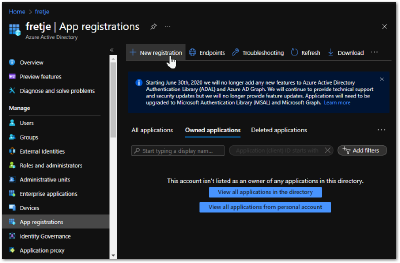 Home > fretje >
fretje | App registrations
Azure Active Directory
New registration
Endpoints
Troubleshooting
Refresh
Download
Overview
Preview features
Diagnose and solve problems
Manage
Users
Groups
External Identities
Roles and administrators
Administrative units
Enterprise applications
Devices
App registrations
Identity Governance
Application proxy
Starting June 30th, 2020 we will no longer add any new features to Azure Active Directory
Authentication Library (ADAL) and Azure AD Graph. We will continue to provide technical support
and security updates but we will no longer provide feature updates. Applications will need to be
upgraded to Microsoft Authentication Library (MSAL) and Microsoft Graph. Learn more
All applications
Owned applications
Deleted applications
Start typing a display nam...
Add filters
This account isn't listed as an owner of any applications in this directory.
View all applications in the directory
View all applications from personal account